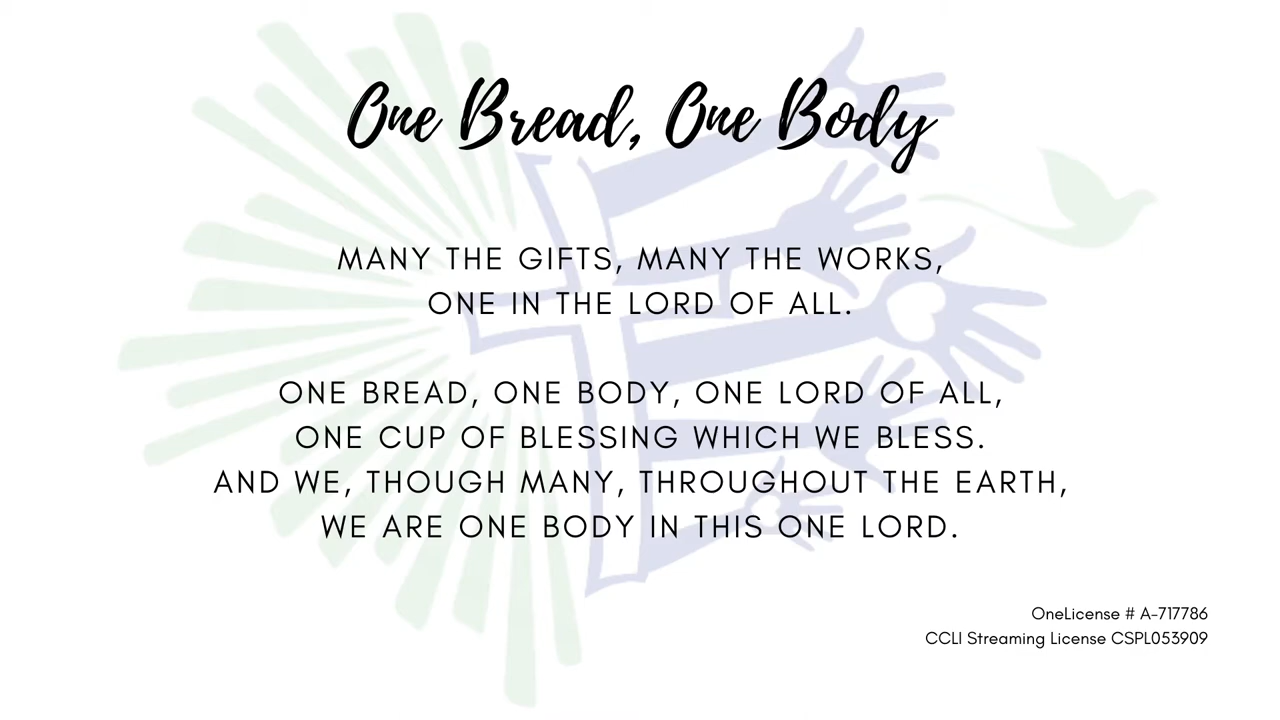 One Bread, One Body
MANY THE GIFTS, MANY THE WORKS,
ONE IN THE LORD OF ALL.
ONE BREAD, ONE BODY, ONE LORD OF ALL,
ONE CUP OF BLESSING WHICH WE BLESS.
AND WE, THOUGH MANY, THROUGHOUT THE EARTH,
WE ARE ONE BODY IN THIS ONE LORD.
OneLicense # A-717786
CCLI Streaming License CSPL053909